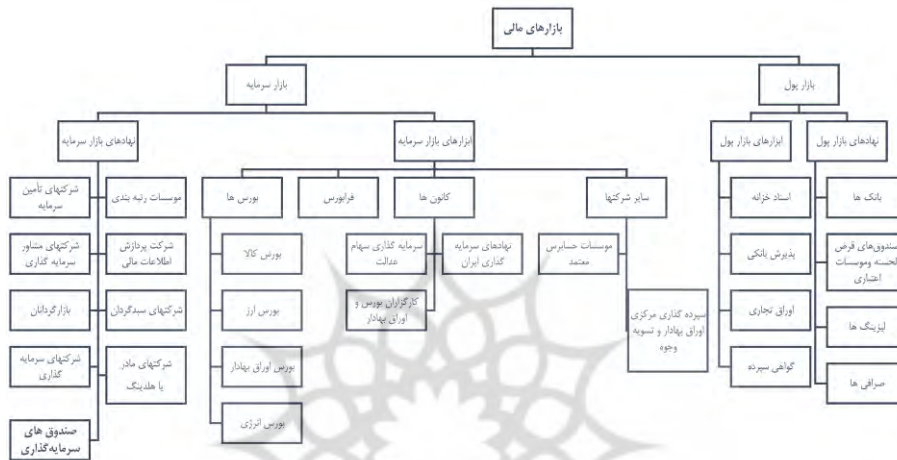 بازارهای مالی
بازار پول
بازار سرمایه
نهادهای بازار پول
ابزارهای بازار پول
ابزارهای بازار سرمایه
نهادهای بازار سرمایه
بانک ها
صندوق‌های قرض
الحسنه وموسسات
اعتباری
لیزینگ ها
صرافی ها
اسناد خزانه
پذیرش بانکی
اوراق تجاری
گواهی سپرده
سایر شرکتها
موسسات حسابرس
معتمد
سپرده گذاری مرکزی
اوراق بهادار و تسویه
وجوه
کانون ها
نهادهای سرمایه
گذاری ایران
سرمایه گذاری سهام
عدالت
کارگزاران بورس و
اوراق بهادار
فرابورس
بورس ها
بورس کالا
بورس ارز
بورس اوراق بهادار
بورس انرژی
موسسات رتبه بندی
شرکتهای تأمین
سرمایه
شرکت پردازش
اطلاعات مالی
شرکتهای مشاور
سرمایه گذاری
شرکتهای سبدگردان
بازارگردانان
شرکتهای مادر
یا هلدینگ
شرکتهای سرمایه
گذاری
صندوق های
سرمایه‌گذاری